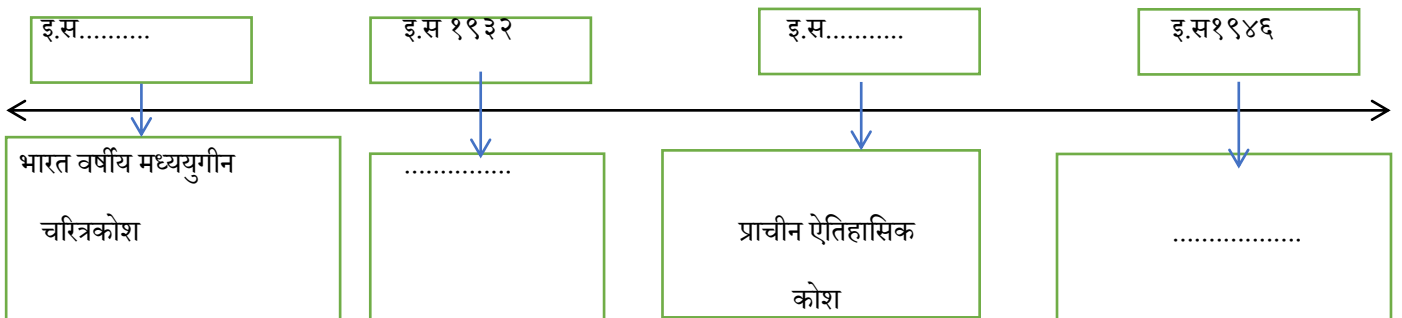 इ.स..........
इ.स १९३२
इ.स...........
इ.स१९४६
भारत वर्षीय मध्ययुगीन
चरित्रकोश
...............
प्राचीन ऐतिहासिक
कोश
..................